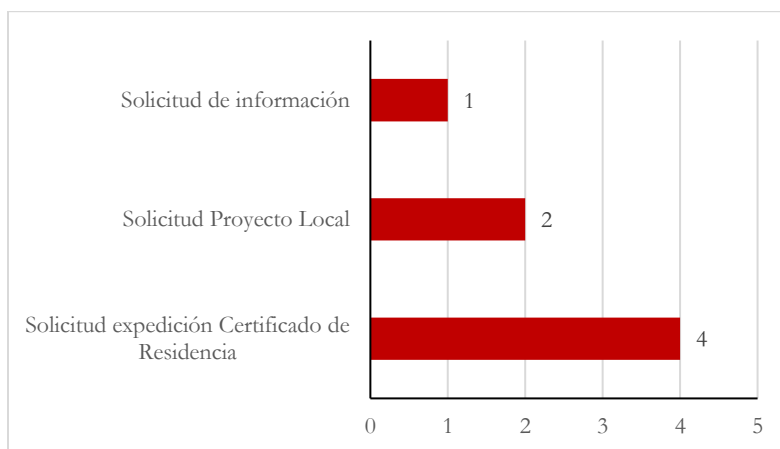 Solicitud de información
1
Solicitud Proyecto Local
2
Solicitud expedición Certificado de
Residencia
4
0 1 2 3 4 5